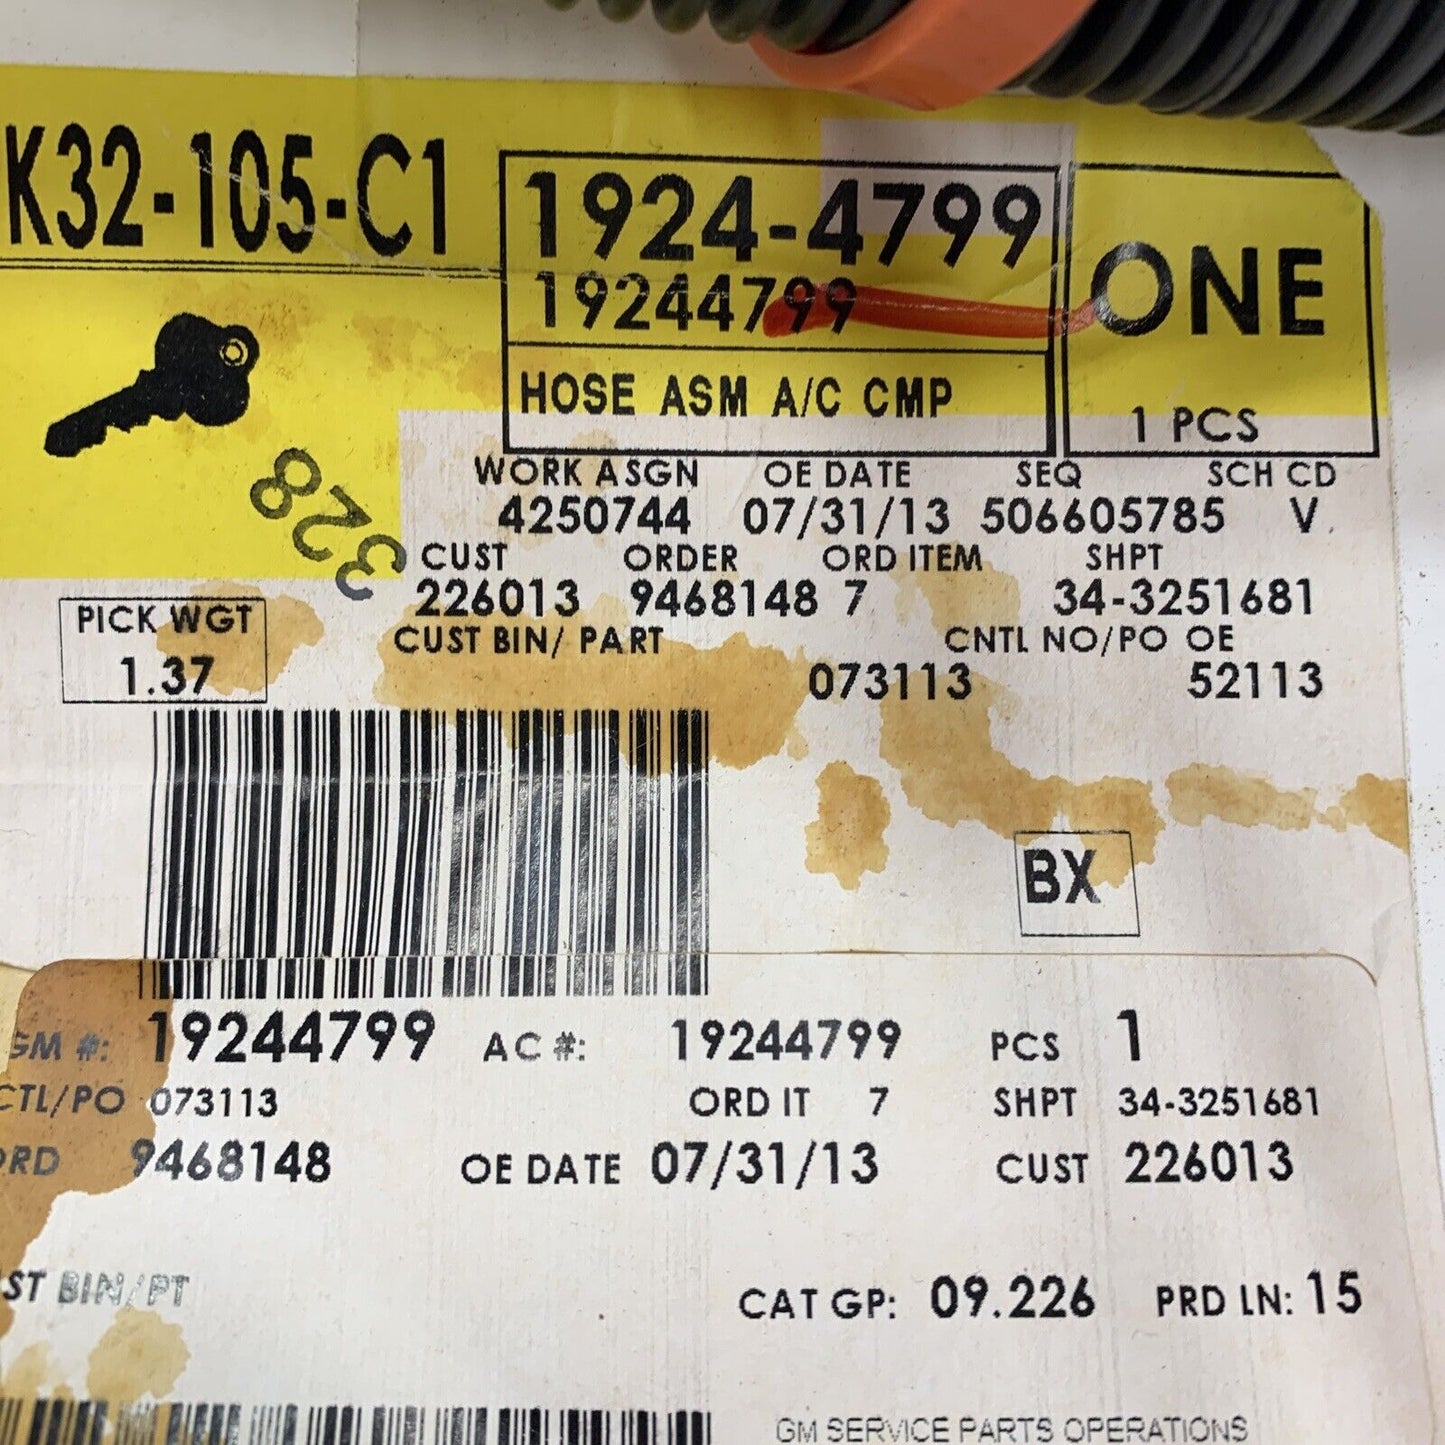 K32-105-C1
1924-4799
19244799
ONE
HOSE ASM A/C CMP
1 PCS
328
WORK ASGN OE DATE SEQ SCH CD
4250744 07/31/13 506605785 V
CUST ORDER ORD ITEM SHPT
226013 9468148 7 34-3251681
PICK WGT
1.37
CUST BIN/ PART CNTL NO/PO OE
073113 52113
BX
GM #: 19244799 AC #: 19244799 PCS 1
CTL/PO 073113 ORD IT 7 SHPT 34-3251681
ORD 9468148 OE DATE 07/31/13 CUST 226013
ST BIN/PT
CAT GP: 09.226 PRD LN: 15
GM SERVICE PARTS OPERATIONS